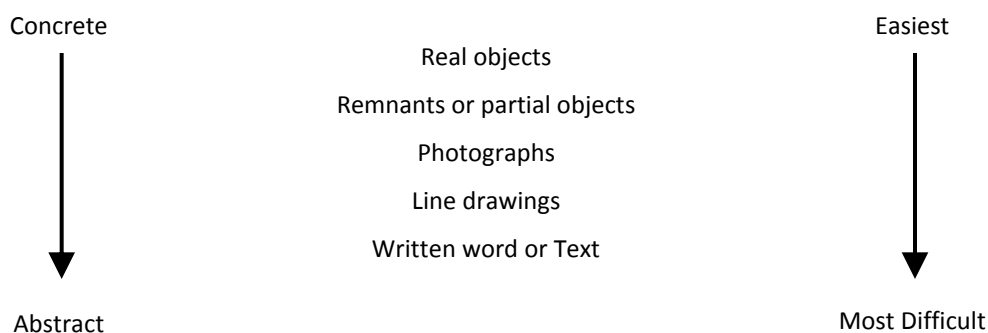 Concrete
Easiest
Real objects
Remnants or partial objects
Photographs
Line drawings
Written word or Text
Abstract
Most Difficult